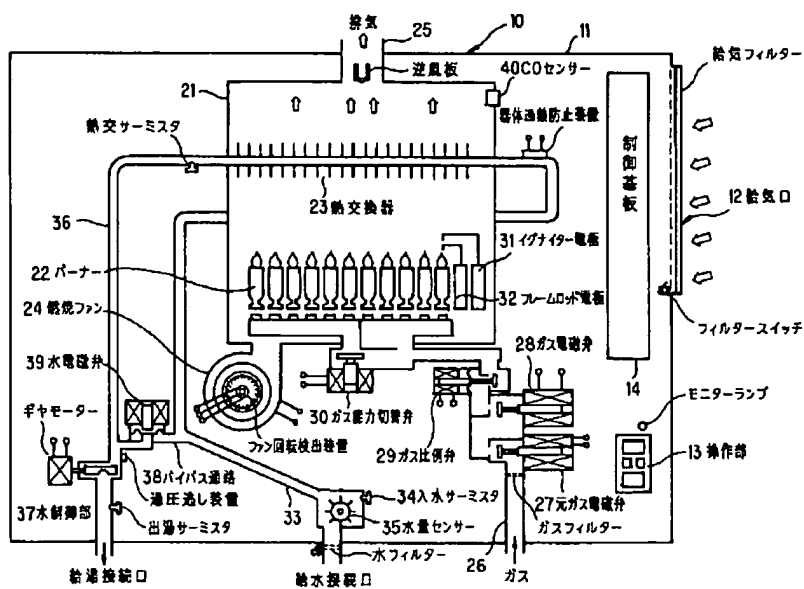 排気
25
10
11
21
逆風板
40COセンサー
給気フィルター
熱交サーミスタ
器体過熱防止装置
制御基板
36
23熱交換器
12給気口
31イグナイター電極
22バーナー
32フレームロッド電極
24燃焼ファン
フィルタースイッチ
39水電磁弁
28ガス電磁弁
14
モニターランプ
ギヤモーター
30ガス能力切替弁
ファン回転検出装置
29ガス比例弁
13操作部
38バイパス通路
過圧逃し装置
34入水サーミスタ
27元ガス電磁弁
37水制御部
33
35水量センサー
ガスフィルター
出湯サーミスタ
水フィルター
26
給湯接続口
給水接続口
ガス